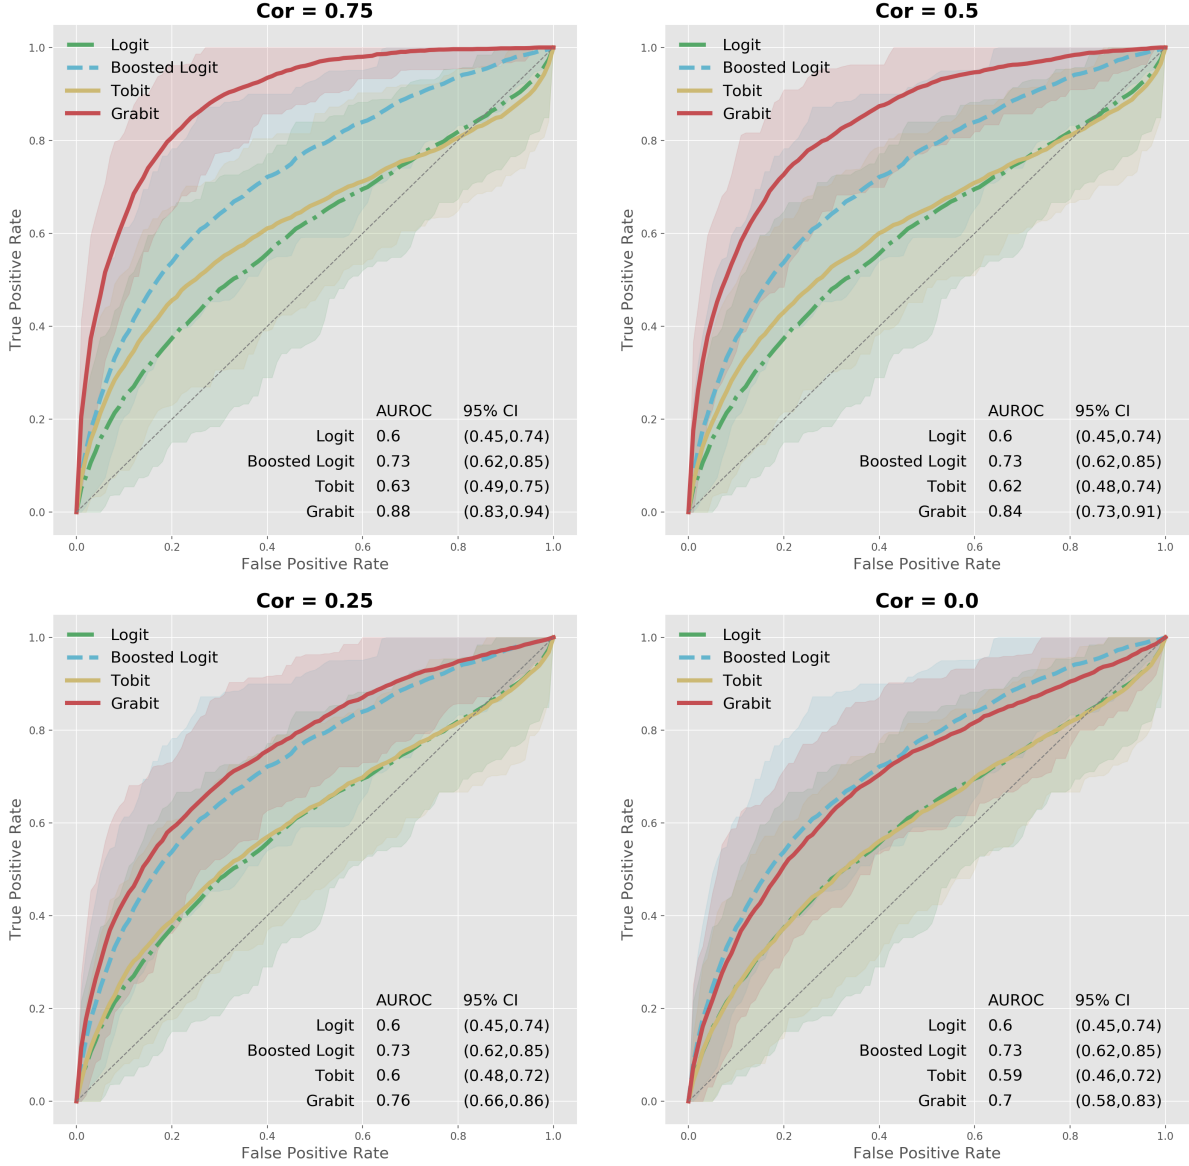 Cor = 0.75
Logit
Boosted Logit
Tobit
Grabit
True Positive Rate
1.0
0.8
0.6
0.4
0.2
0.0
AUROC 95% CI
Logit 0.6 (0.45,0.74)
Boosted Logit 0.73 (0.62,0.85)
Tobit 0.63 (0.49,0.75)
Grabit 0.88 (0.83,0.94)
0.0 0.2 0.4 0.6 0.8 1.0
False Positive Rate
Cor = 0.5
Logit
Boosted Logit
Tobit
Grabit
True Positive Rate
1.0
0.8
0.6
0.4
0.2
0.0
AUROC 95% CI
Logit 0.6 (0.45,0.74)
Boosted Logit 0.73 (0.62,0.85)
Tobit 0.62 (0.48,0.74)
Grabit 0.84 (0.73,0.91)
0.0 0.2 0.4 0.6 0.8 1.0
False Positive Rate
Cor = 0.25
Logit
Boosted Logit
Tobit
Grabit
True Positive Rate
1.0
0.8
0.6
0.4
0.2
0.0
AUROC 95% CI
Logit 0.6 (0.45,0.74)
Boosted Logit 0.73 (0.62,0.85)
Tobit 0.6 (0.48,0.72)
Grabit 0.76 (0.66,0.86)
0.0 0.2 0.4 0.6 0.8 1.0
False Positive Rate
Cor = 0.0
Logit
Boosted Logit
Tobit
Grabit
True Positive Rate
1.0
0.8
0.6
0.4
0.2
0.0
AUROC 95% CI
Logit 0.6 (0.45,0.74)
Boosted Logit 0.73 (0.62,0.85)
Tobit 0.59 (0.46,0.72)
Grabit 0.7 (0.58,0.83)
0.0 0.2 0.4 0.6 0.8 1.0
False Positive Rate